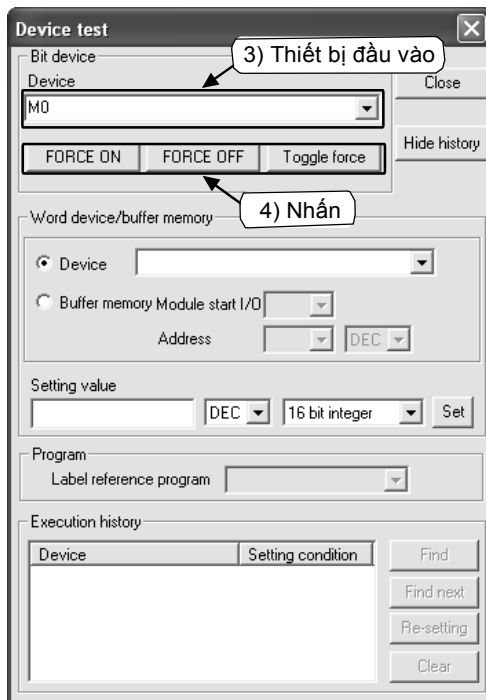 Device test
Bit device
3) Thiết bị đầu vào
Device
Close
M0
Hide history
FORCE ON FORCE OFF Toggle force
4) Nhấn
Word device/buffer memory
Device
Buffer memory Module start I/O
Address DEC
Setting value
DEC 16 bit integer Set
Program
Label reference program
Execution history
Device Setting condition Find
Find next
Re-setting
Clear